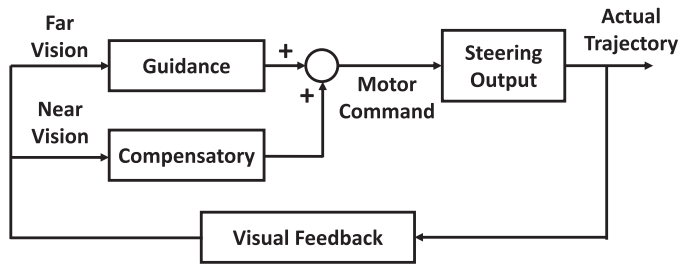 Far
Vision
Guidance
+
+
Near
Vision
Compensatory
Motor
Command
Steering
Output
Actual
Trajectory
Visual Feedback